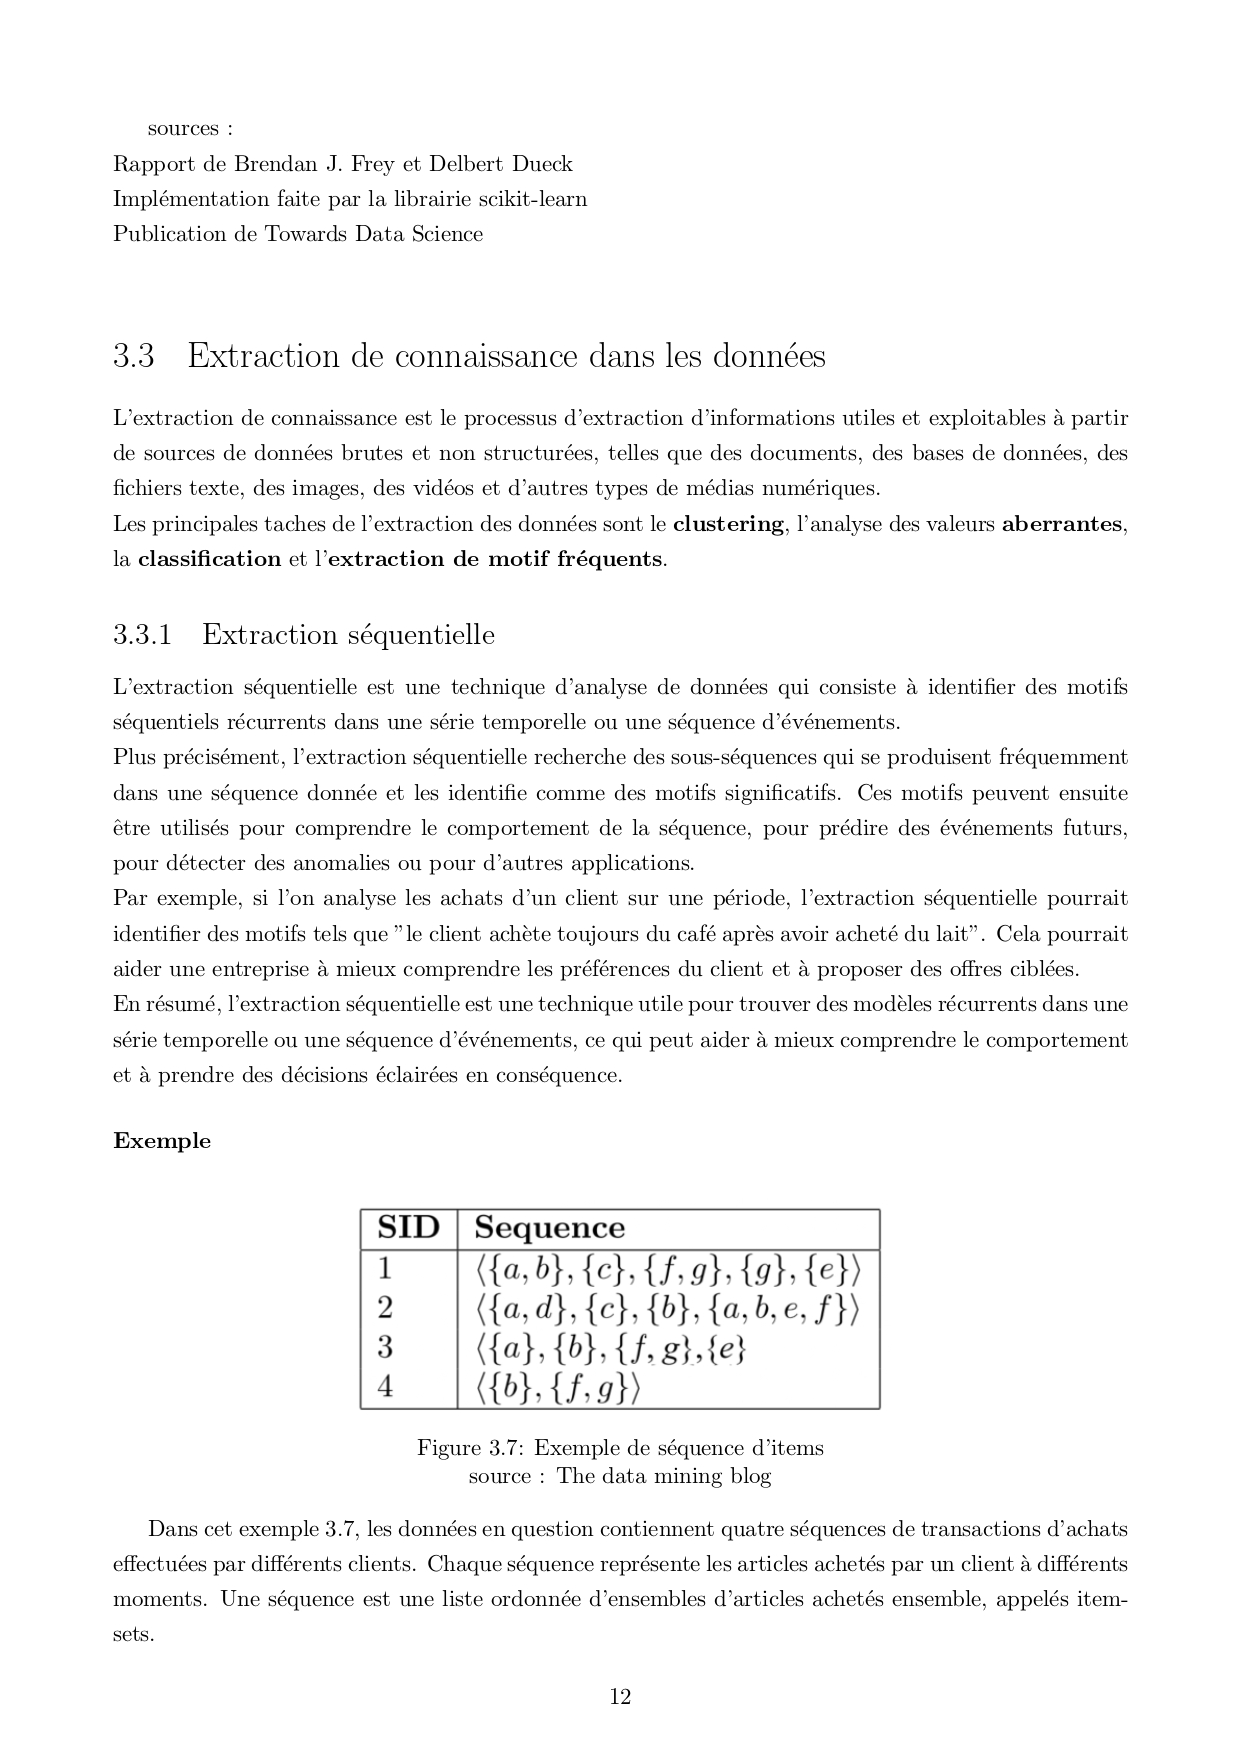 sources :
Rapport de Brendan J. Frey et Delbert Dueck
Implémentation faite par la librairie scikit-learn
Publication de Towards Data Science
3.3 Extraction de connaissance dans les données
L'extraction de connaissance est le processus d'extraction d'informations utiles et exploitables à partir
de sources de données brutes et non structurées, telles que des documents, des bases de données, des
fichiers texte, des images, des vidéos et d'autres types de médias numériques.
Les principales taches de l'extraction des données sont le clustering, l'analyse des valeurs aberrantes,
la classification et l'extraction de motif fréquents.
3.3.1 Extraction séquentielle
L'extraction séquentielle est une technique d'analyse de données qui consiste à identifier des motifs
séquentiels récurrents dans une série temporelle ou une séquence d'événements.
Plus précisément, l'extraction séquentielle recherche des sous-séquences qui se produisent fréquemment
dans une séquence donnée et les identifie comme des motifs significatifs. Ces motifs peuvent ensuite
être utilisés pour comprendre le comportement de la séquence, pour prédire des événements futurs,
pour détecter des anomalies ou pour d'autres applications.
Par exemple, si l'on analyse les achats d'un client sur une période, l'extraction séquentielle pourrait
identifier des motifs tels que ”le client achète toujours du café après avoir acheté du lait”. Cela pourrait
aider une entreprise à mieux comprendre les préférences du client et à proposer des offres ciblées.
En résumé, l'extraction séquentielle est une technique utile pour trouver des modèles récurrents dans une
série temporelle ou une séquence d'événements, ce qui peut aider à mieux comprendre le comportement
et à prendre des décisions éclairées en conséquence.
Exemple
SID Sequence
1 ⟨{a, b}, {c}, {f, g}, {g}, {e}⟩
2 ⟨{a, d}, {c}, {b}, {a, b, e, f}⟩
3 ⟨{a}, {b}, {f, g},{e}
4 ⟨{b}, {f, g}⟩
Figure 3.7: Exemple de séquence d'items
source : The data mining blog
Dans cet exemple 3.7, les données en question contiennent quatre séquences de transactions d'achats
effectuées par différents clients. Chaque séquence représente les articles achetés par un client à différents
moments. Une séquence est une liste ordonnée d'ensembles d'articles achetés ensemble, appelés item-
sets.
12